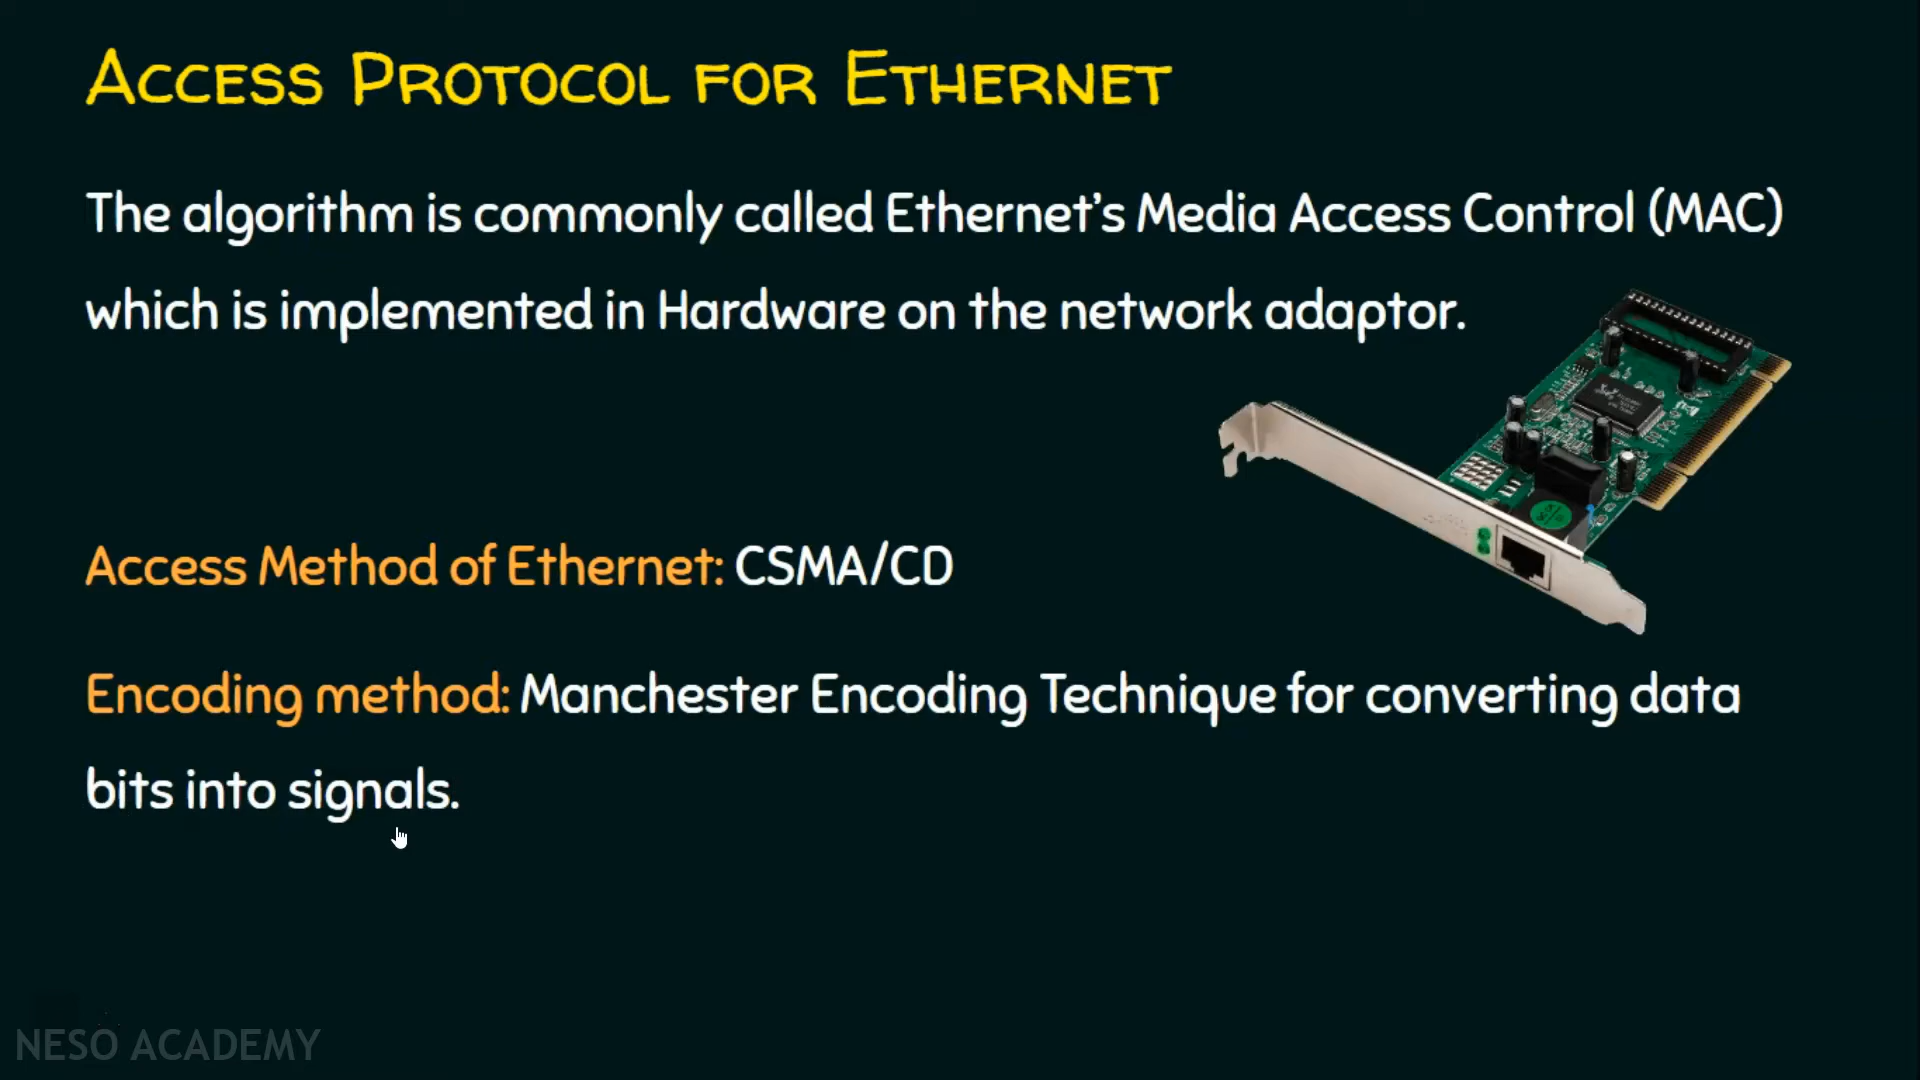 Access Protocol for Ethernet
The algorithm is commonly called Ethernet's Media Access Control (MAC)
which is implemented in Hardware on the network adaptor.
Access Method of Ethernet: CSMA/CD
Encoding method: Manchester Encoding Technique for converting data
bits into signals.
NESO ACADEMY